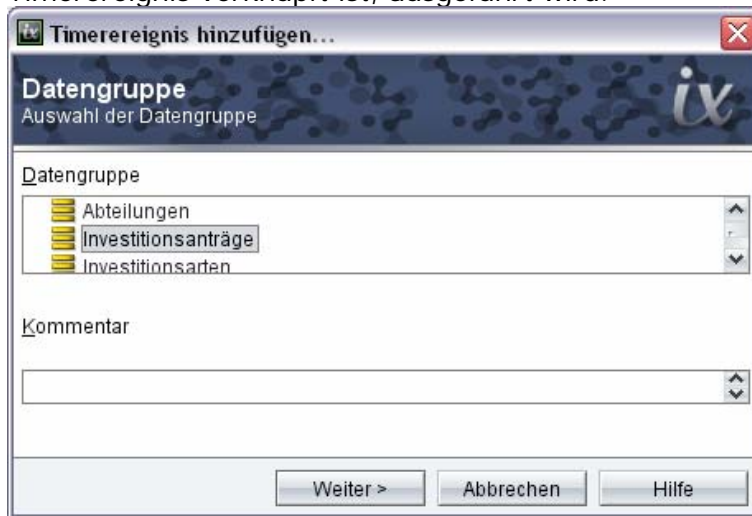 Timerereignis verknüpft ist, ausgeführt wird.
Timerereignis hinzufügen...
Datengruppe
Auswahl der Datengruppe
ix
Datengruppe
Abteilungen
Investitionsanträge
Investitionsarten
Kommentar
Weiter > Abbrechen Hilfe